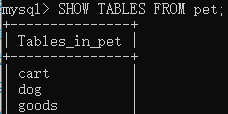 mysql> SHOW TABLES FROM pet;
+---------------+
| Tables_in_pet |
+---------------+
| cart
| dog
| goods